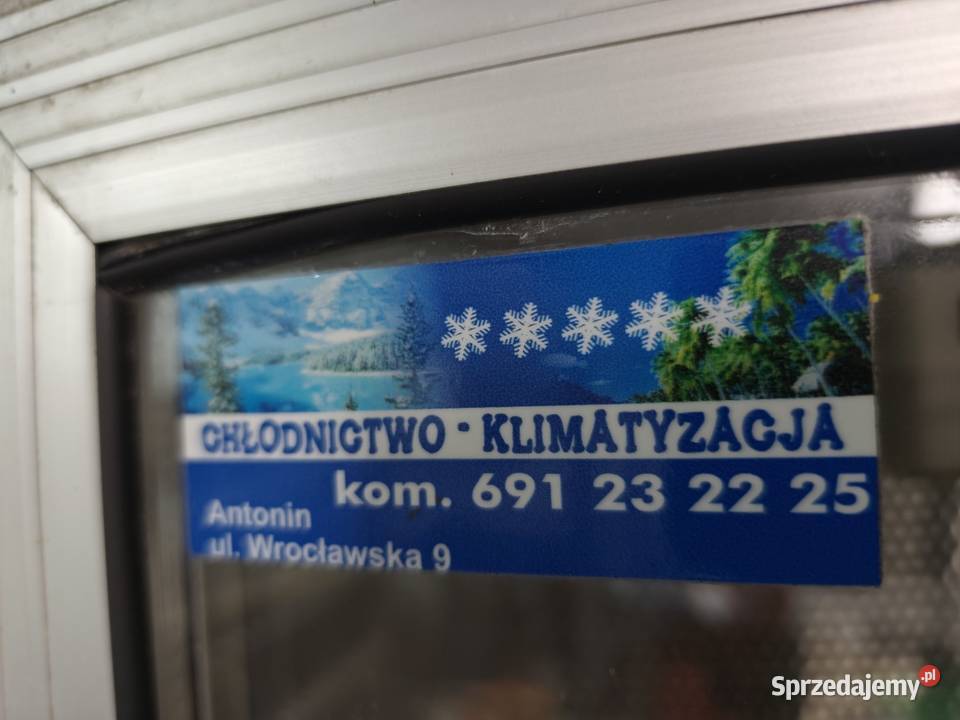 CHŁODNICTWO - KLIMATYZACJA
kom. 691 23 22 25
Antonin
ul. Wrocławska 9
Sprzedajemy.pl